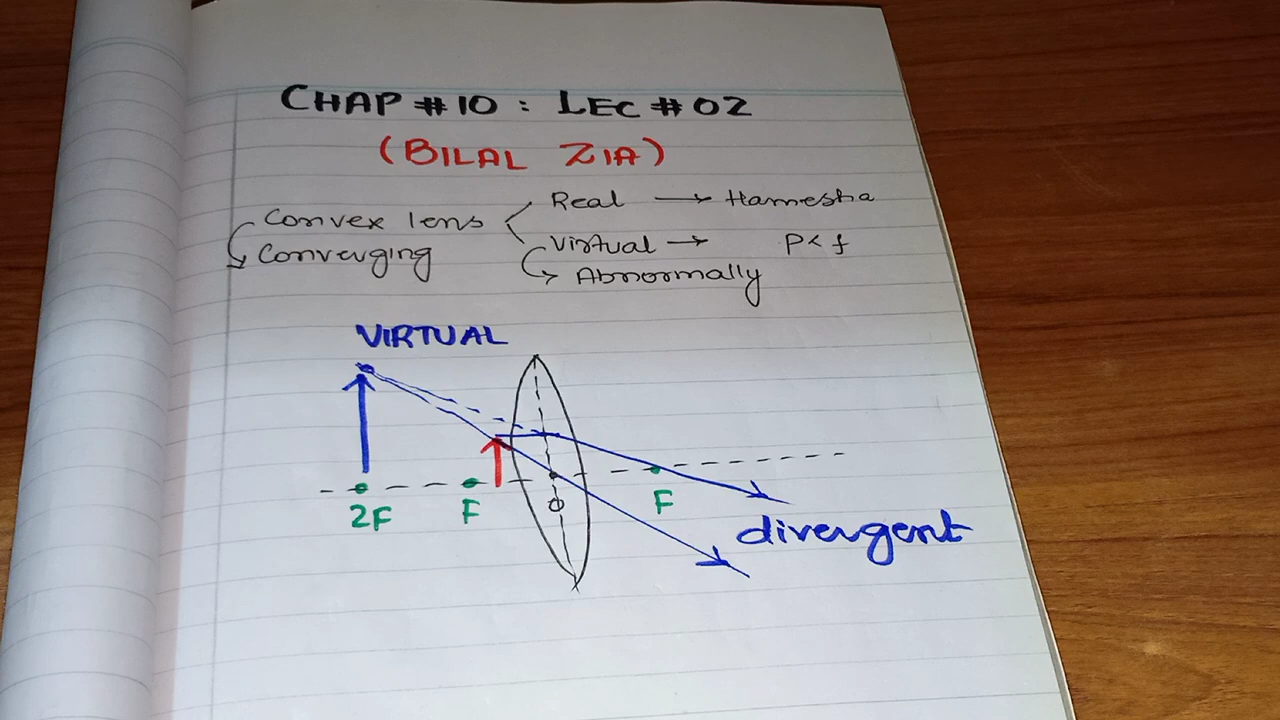 CHAP # 10 : LEC # 02
(BILAL ZIA)
Convex lens
Converging
Real → Hamesha
Virtual → P < f
Abnormally
VIRTUAL
2F F O F
divergent